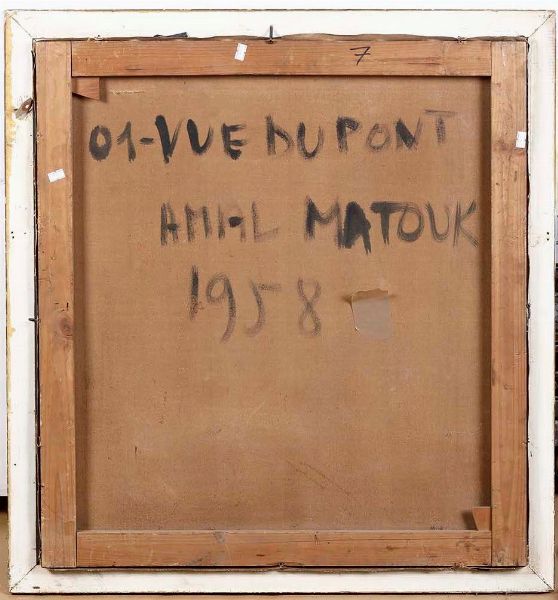 7
01-VUE DU PONT
AMAL MATOUK
1958